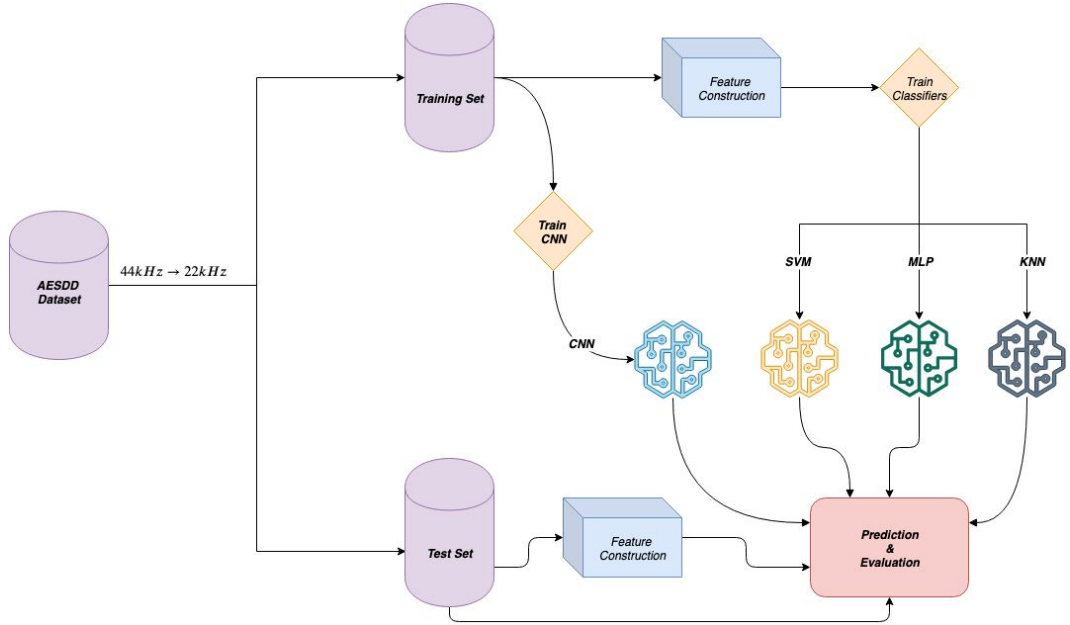 Training Set
Feature
Construction
Train
Classifiers
Train
CNN
SVM
MLP
KNN
AESDD
Dataset
44kHz → 22kHz
CNN
Test Set
Feature
Construction
Prediction
&
Evaluation